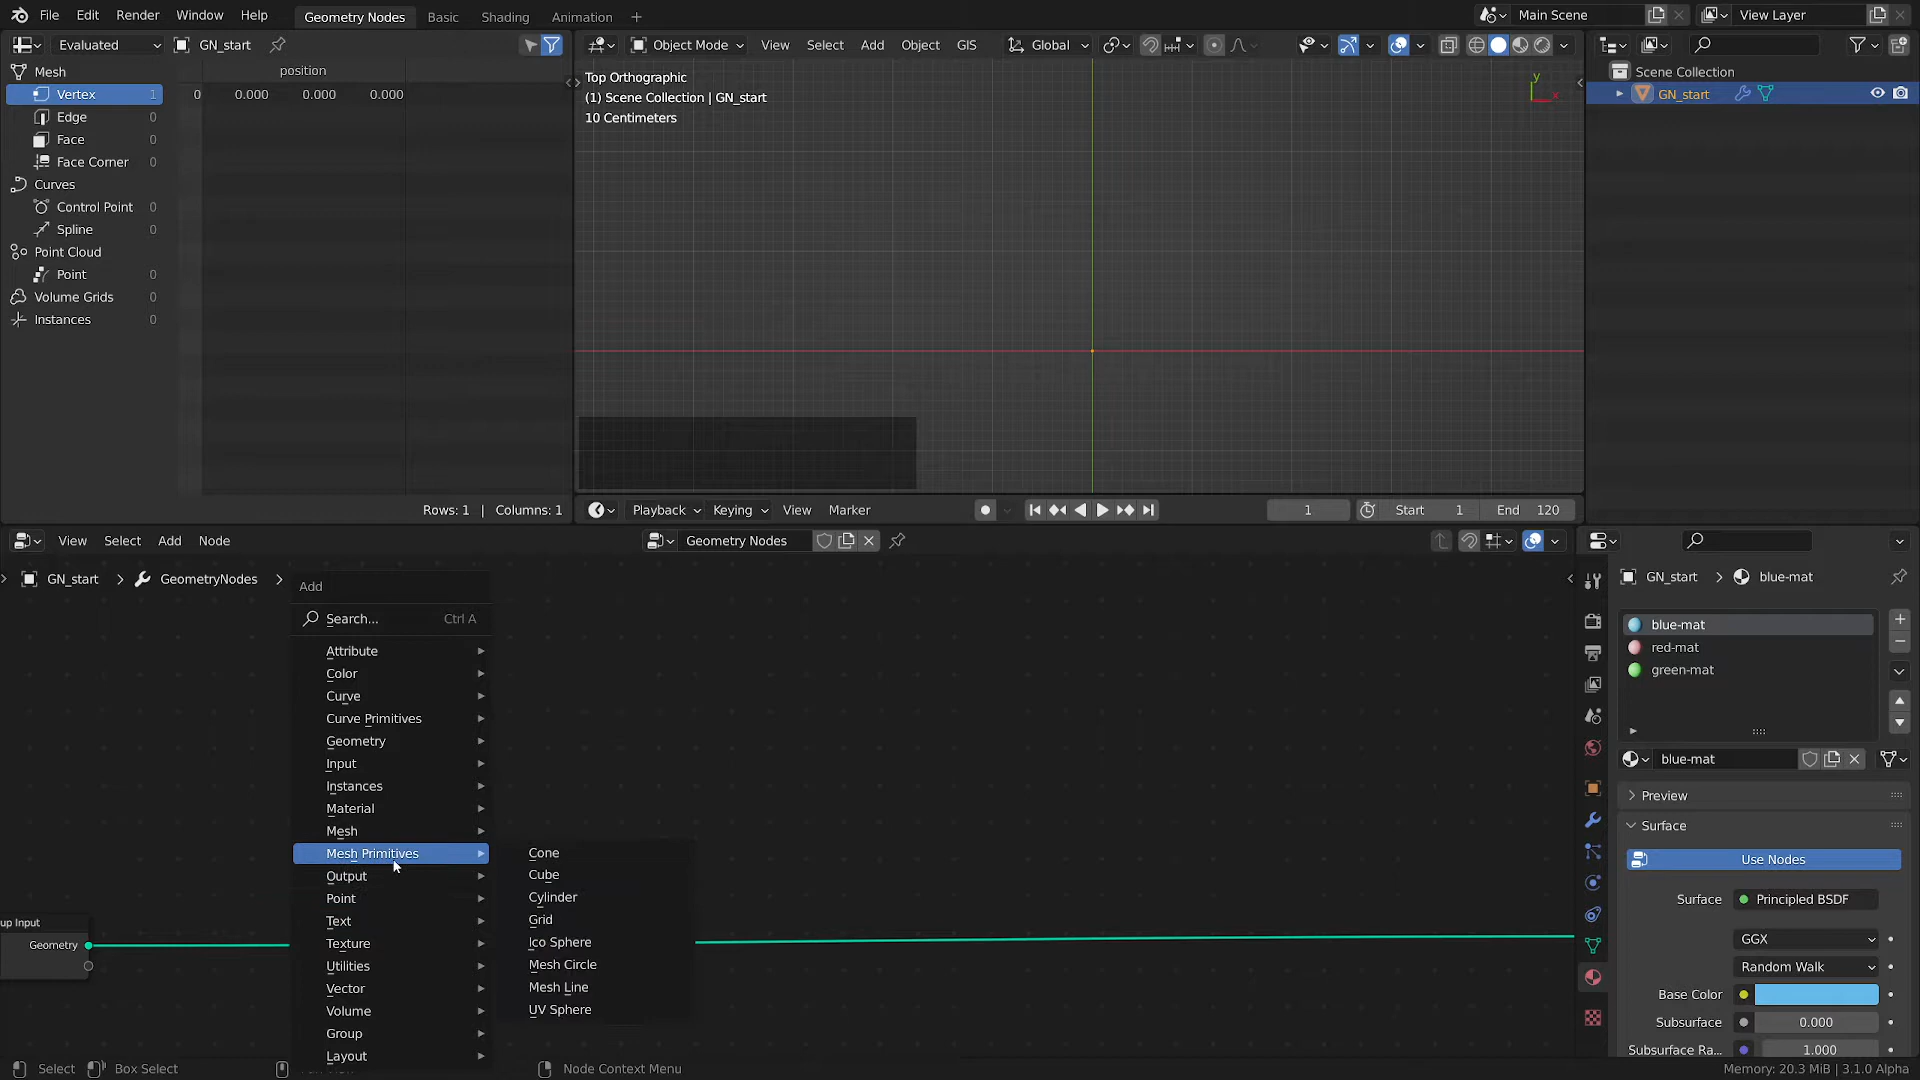 File Edit Render Window Help Geometry Nodes Basic Shading Animation + Main Scene View Layer
Evaluated GN_start Object Mode View Select Add Object GIS Global
Mesh
Vertex 1
Edge 0
Face 0
Face Corner 0
Curves
Control Point 0
Spline 0
Point Cloud
Point 0
Volume Grids 0
Instances 0
position
0 0.000 0.000 0.000
Rows: 1 | Columns: 1
Top Orthographic
(1) Scene Collection | GN_start
10 Centimeters
y
x
Scene Collection
GN_start
Playback Keying View Marker 1 Start 1 End 120
View Select Add Node Geometry Nodes
GN_start > GeometryNodes >
up Input
Geometry
Add
Search... Ctrl A
Attribute
Color
Curve
Curve Primitives
Geometry
Input
Instances
Material
Mesh
Mesh Primitives
Output
Point
Text
Texture
Utilities
Vector
Volume
Group
Layout
Cone
Cube
Cylinder
Grid
Ico Sphere
Mesh Circle
Mesh Line
UV Sphere
GN_start > blue-mat
blue-mat
red-mat
green-mat
blue-mat
Preview
Surface
Use Nodes
Surface Principled BSDF
GGX
Random Walk
Base Color
Subsurface 0.000
Subsurface Ra... 1.000
Select Box Select Node Context Menu Memory: 20.3 MiB | 3.1.0 Alpha